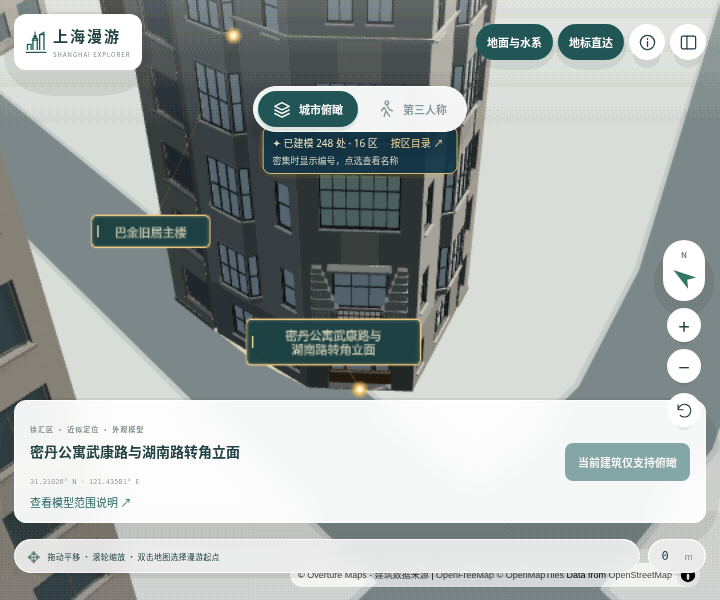 上海漫游
SHANGHAI EXPLORER
地面与水系
地标直达
城市俯瞰
第三人称
✦ 已建模 248 处 · 16 区 按区目录 ↗
密集时显示编号，点选查看名称
巴金旧居主楼
N
密丹公寓武康路与
湖南路转角立面
+
−
徐汇区 · 近似定位 · 外观模型
密丹公寓武康路与湖南路转角立面
31.21026° N · 121.43581° E
查看模型范围说明 ↗
当前建筑仅支持俯瞰
拖动平移 · 滚轮缩放 · 双击地图选择漫游起点
0 m
© Overture Maps · 建筑数据来源 | OpenFreeMap © OpenMapTiles Data from OpenStreetMap